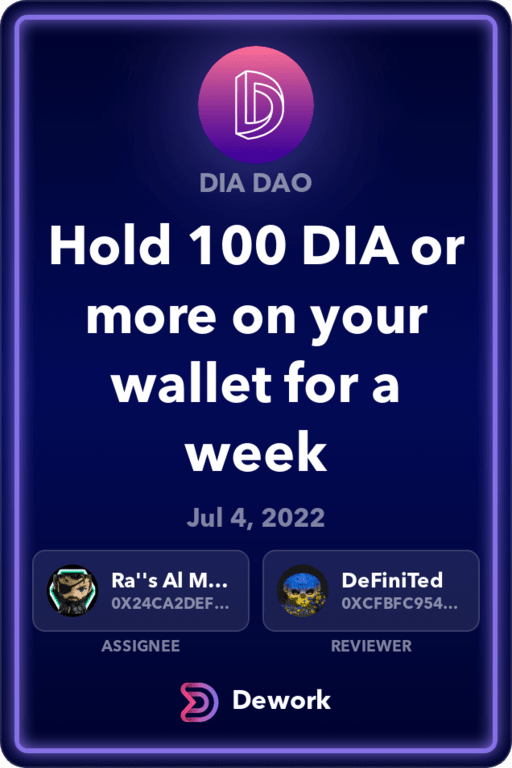 DIA DAO
Hold 100 DIA or
more on your
wallet for a
week
Jul 4, 2022
Ra''s Al M...
0X24CA2DEF...
DeFiniTed
0XCFBFC954...
ASSIGNEE
REVIEWER
Dework